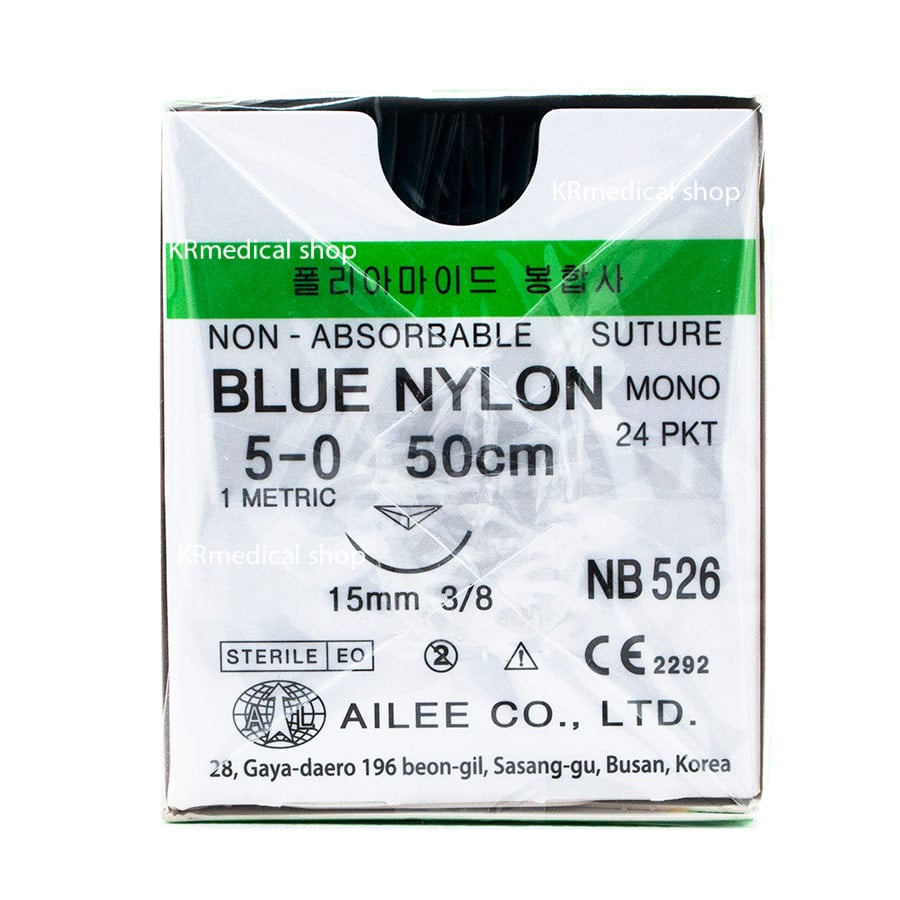 KRmedical shop
KRmedical shop
폴리아마이드 봉합사
NON - ABSORBABLE SUTURE
BLUE NYLON MONO
24 PKT
5-0 50cm
1 METRIC
KRmedical shop
15mm 3/8
NB 526
STERILE EO
2
CE 2292
AILEE CO., LTD.
28, Gaya-daero 196 beon-gil, Sasang-gu, Busan, Korea